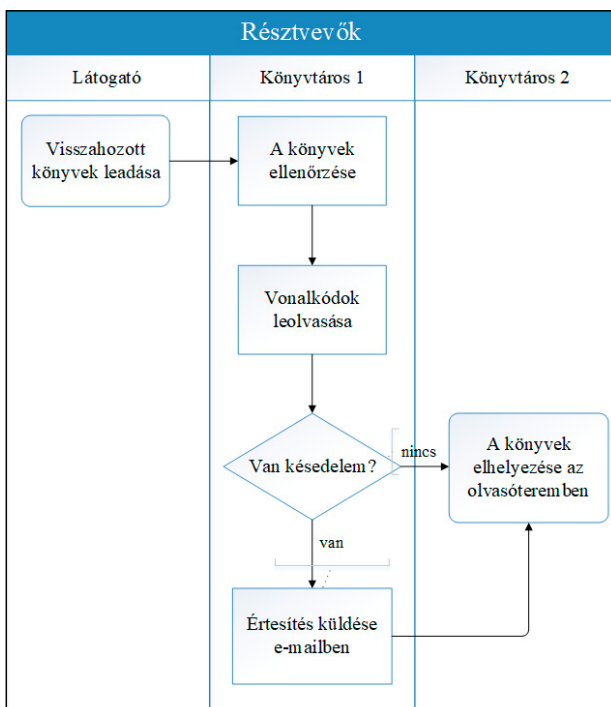 Résztvevők
Látogató
Könyvtáros 1
Könyvtáros 2
Visszahozott
könyvek leadása
A könyvek
ellenőrzése
Vonalkódok
leolvasása
Van késedelem?
nincs
A könyvek
elhelyezése az
olvasóteremben
van
Értesítés küldése
e-mailben